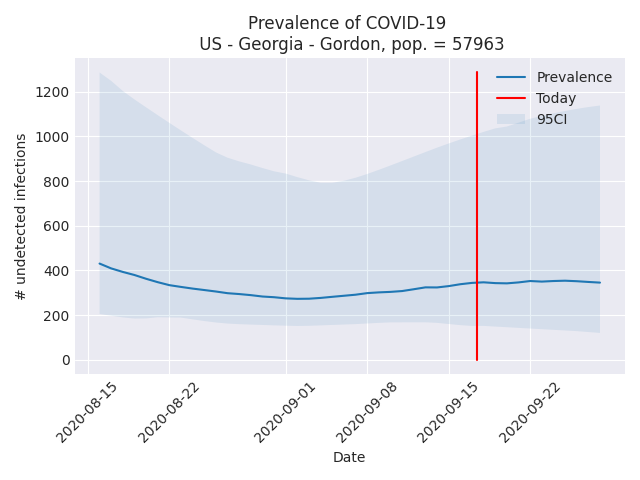 Prevalence of COVID-19
US - Georgia - Gordon, pop. = 57963
Prevalence
Today
95CI
# undetected infections
1200
1000
800
600
400
200
0
2020-08-15
2020-08-22
2020-09-01
2020-09-08
2020-09-15
2020-09-22
Date